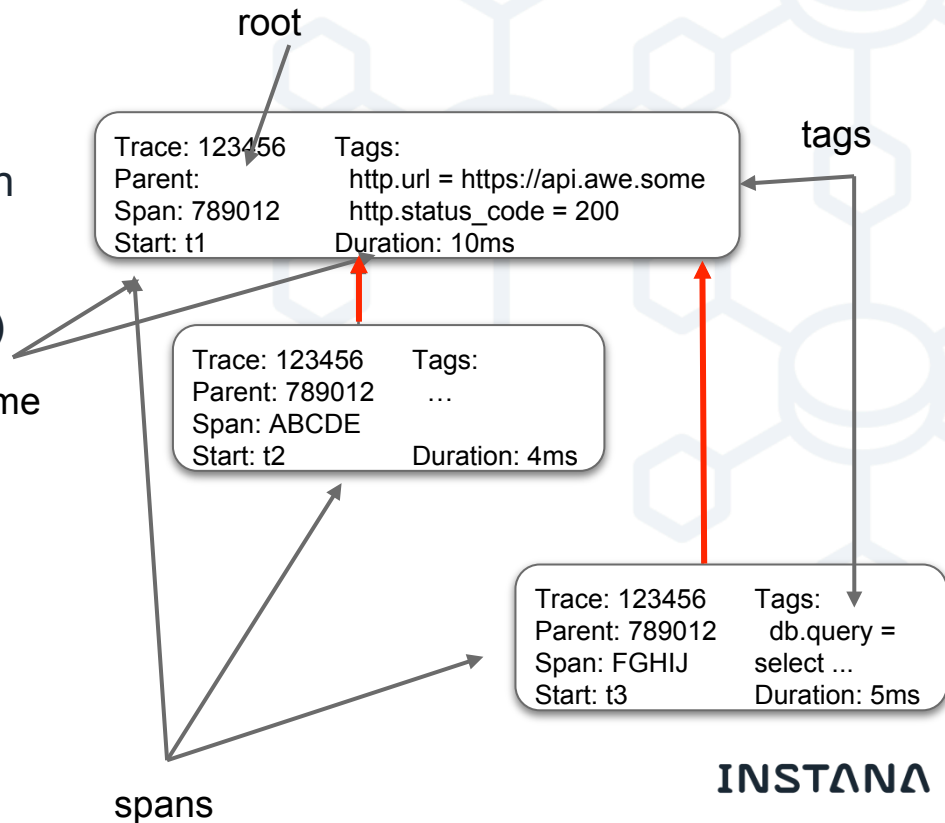 root
tags
Trace: 123456 Tags:
Parent: http.url = https://api.awe.some
Span: 789012 http.status_code = 200
Start: t1 Duration: 10ms
Trace: 123456 Tags:
Parent: 789012 …
Span: ABCDE
Start: t2 Duration: 4ms
Trace: 123456 Tags:
Parent: 789012 db.query =
Span: FGHIJ select ...
Start: t3 Duration: 5ms
spans
INSTANA